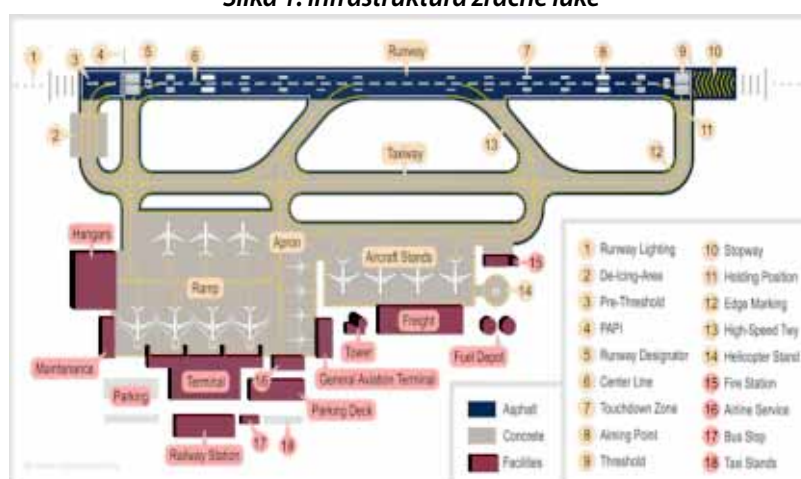 Slika 1. Infrastruktura zračne luke
1
3
4
5
6
Runway
7
8
9
10
2
13
11
12
Taxiway
Hangars
Apron
Aircraft Stands
15
Ramp
14
Freight
Tower
Fuel Depot
Maintenance
16
General Aviation Terminal
Parking
Terminal
Parking Deck
Railway Station
17
18
Asphalt
Concrete
Facilities
1 Runway Lighting
2 De-Icing-Area
3 Pre-Threshold
4 PAPI
5 Runway Designator
6 Center Line
7 Touchdown Zone
8 Aiming Point
9 Threshold
10 Stopway
11 Holding Position
12 Edge Marking
13 High-Speed Twy
14 Helicopter Stand
15 Fire Station
16 Airline Service
17 Bus Stop
18 Taxi Stands